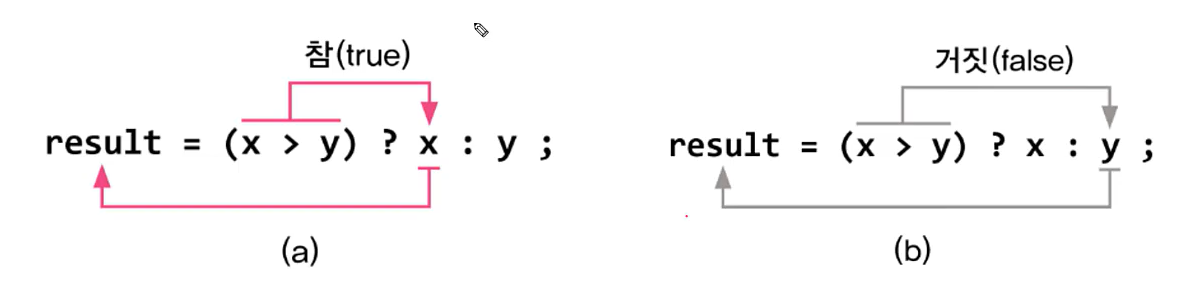 참(true)
result = (x > y) ? x : y ;
(a)
거짓(false)
result = (x > y) ? x : y ;
(b)